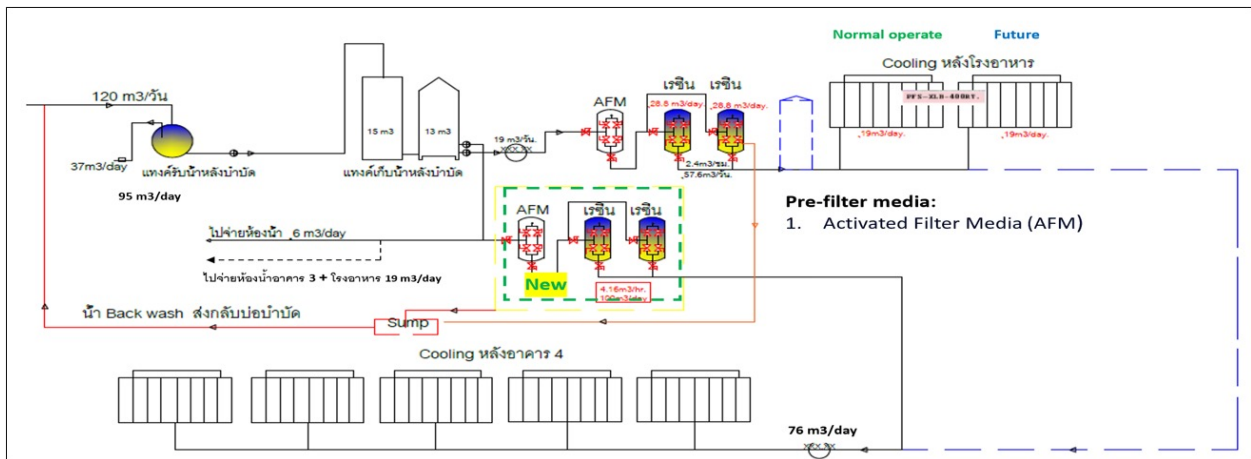 Normal operate
Future
Cooling หลังโรงอาหาร
120 m3/วัน
37m3/day
แทงค์รับน้ำหลังบำบัด
95 m3/day
15 m3
13 m3
แทงค์เก็บน้ำหลังบำบัด
19 m3/วัน.
AFM
เรซิน
เรซิน
28.8 m3/day.
28.8 m3/day.
2.4m3/ชม.
57.6m3/วัน.
19m3/day.
19m3/day.
Pre-filter media:
1. Activated Filter Media (AFM)
AFM
เรซิน
เรซิน
New
4.16m3/hr.
100m3/day
ไปจ่ายห้องน้ำ 6 m3/day
ไปจ่ายห้องน้ำอาคาร 3 + โรงอาหาร 19 m3/day
น้ำ Back wash ส่งกลับบ่อบำบัด
Sump
Cooling หลังอาคาร 4
76 m3/day